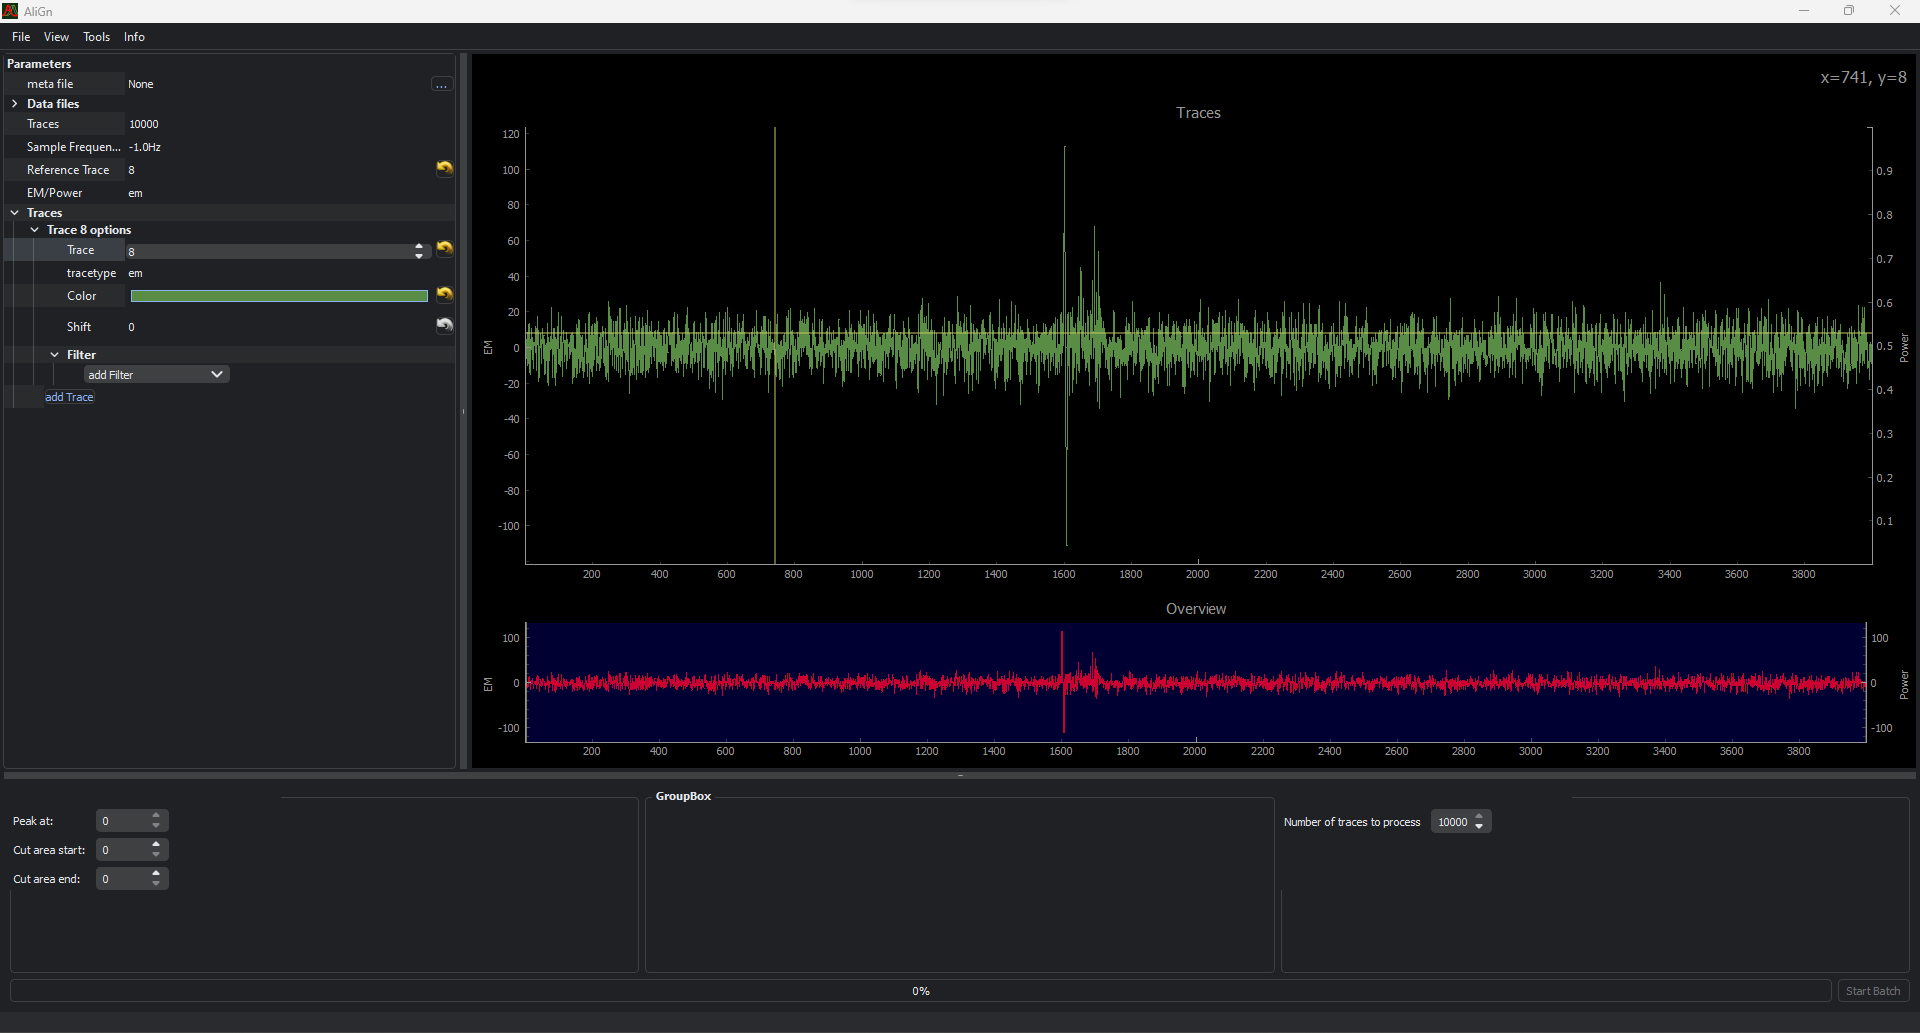 AliGn
File View Tools Info
Parameters
meta file None ...
Data files
Traces 10000
Sample Frequen... -1.0Hz
Reference Trace 8
EM/Power em
Traces
Trace 8 options
Trace 8
tracetype em
Color
Shift 0
Filter
add Filter
add Trace
x=741, y=8
Traces
120
100
80
60
40
20
0
-20
-40
-60
-80
-100
EM
0.9
0.8
0.7
0.6
0.5
0.4
0.3
0.2
0.1
Power
200 400 600 800 1000 1200 1400 1600 1800 2000 2200 2400 2600 2800 3000 3200 3400 3600 3800
Overview
100
0
-100
EM
100
0
-100
Power
200 400 600 800 1000 1200 1400 1600 1800 2000 2200 2400 2600 2800 3000 3200 3400 3600 3800
Peak at: 0
Cut area start: 0
Cut area end: 0
GroupBox
Number of traces to process 10000
0%
Start Batch